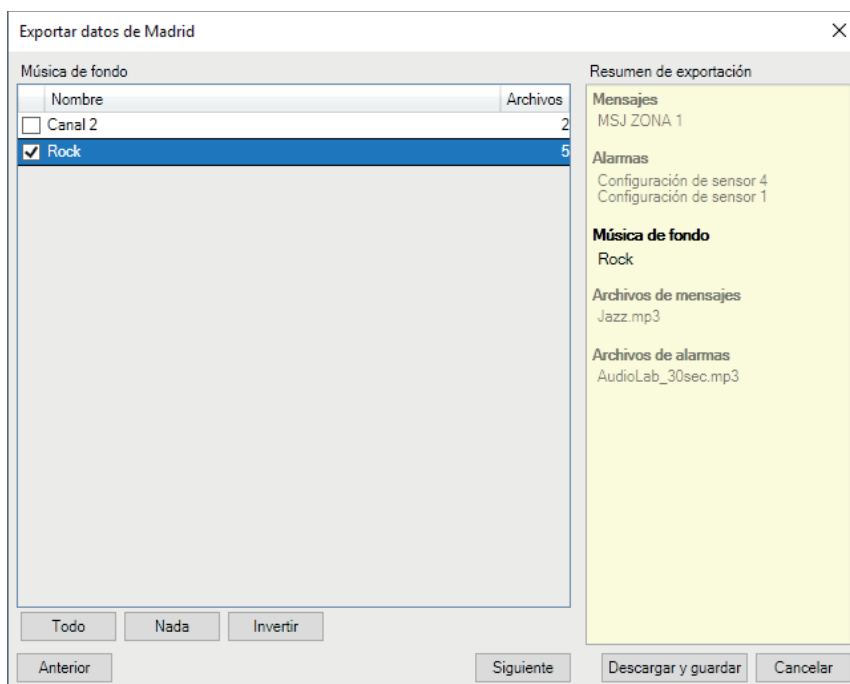 Exportar datos de Madrid
Música de fondo
Nombre Archivos
Canal 2 2
Rock 5
Resumen de exportación
Mensajes
MSJ ZONA 1
Alarmas
Configuración de sensor 4
Configuración de sensor 1
Música de fondo
Rock
Archivos de mensajes
Jazz.mp3
Archivos de alarmas
AudioLab_30sec.mp3
Todo Nada Invertir
Anterior Siguiente Descargar y guardar Cancelar